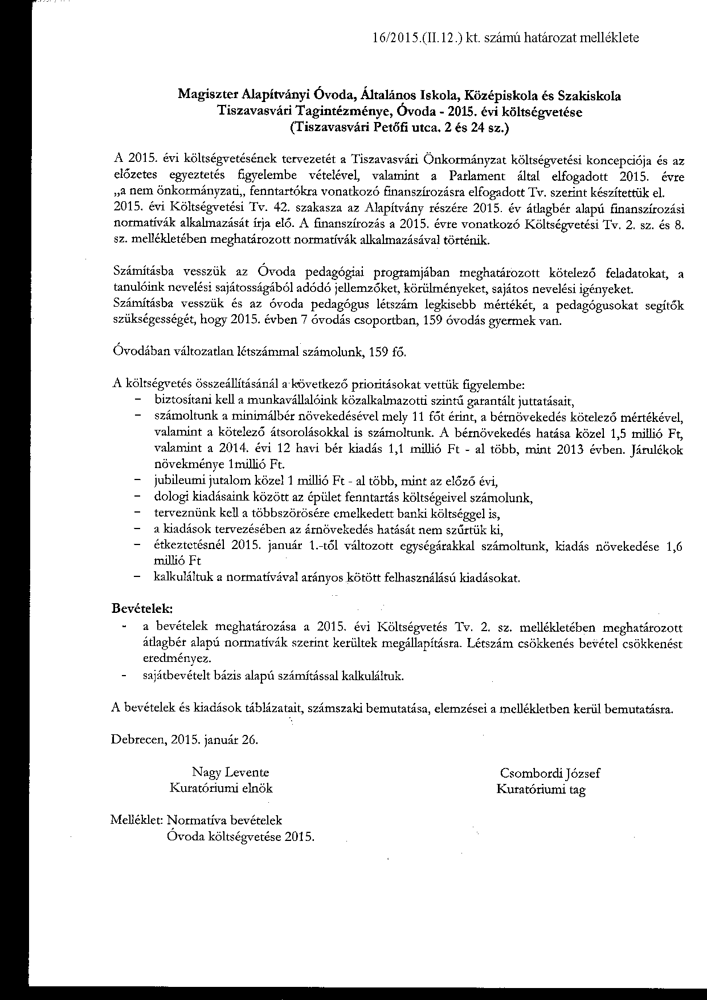 16/2015.(II.12.) kt. számú határozat melléklete
Magiszter Alapítványi Óvoda, Általános Iskola, Középiskola és Szakiskola
Tiszavasvári Tagintézménye, Óvoda - 2015. évi költségvetése
(Tiszavasvári Petőfi utca. 2 és 24 sz.)
A 2015. évi költségvetésének tervezetét a Tiszavasvári Önkormányzat költségvetési koncepciója és az
előzetes egyeztetés figyelembe vételével, valamint a Parlament által elfogadott 2015. évre
„a nem önkormányzati„ fenntartókra vonatkozó finanszírozásra elfogadott Tv. szerint készítettük el.
2015. évi Költségvetési Tv. 42. szakasza az Alapítvány részére 2015. év átlagbér alapú finanszírozási
normatívák alkalmazását írja elő. A finanszírozás a 2015. évre vonatkozó Költségvetési Tv. 2. sz. és 8.
sz. mellékletében meghatározott normatívák alkalmazásával történik.
Számításba vesszük az Óvoda pedagógiai programjában meghatározott kötelező feladatokat, a
tanulóink nevelési sajátosságából adódó jellemzőket, körülményeket, sajátos nevelési igényeket.
Számításba vesszük és az óvoda pedagógus létszám legkisebb mértékét, a pedagógusokat segítők
szükségességét, hogy 2015. évben 7 óvodás csoportban, 159 óvodás gyermek van.
Óvodában változatlan létszámmal számolunk, 159 fő.
A költségvetés összeállításánál a következő prioritásokat vettük figyelembe:
- biztosítani kell a munkavállalóink közalkalmazotti szintű garantált juttatásait,
- számoltunk a minimálbér növekedésével mely 11 főt érint, a bérnövekedés kötelező mértékével,
valamint a kötelező átsorolásokkal is számoltunk. A bérnövekedés hatása közel 1,5 millió Ft,
valamint a 2014. évi 12 havi bér kiadás 1,1 millió Ft - al több, mint 2013 évben. Járulékok
növekménye 1millió Ft.
- jubileumi jutalom közel 1 millió Ft - al több, mint az előző évi,
- dologi kiadásaink között az épület fenntartás költségeivel számolunk,
- terveznünk kell a többszörösére emelkedett banki költséggel is,
- a kiadások tervezésében az árnövekedés hatását nem szűrtük ki,
- étkeztetésnél 2015. január 1.-től változott egységárakkal számoltunk, kiadás növekedése 1,6
millió Ft
- kalkuláltuk a normatívával arányos kötött felhasználású kiadásokat.
Bevételek:
- a bevételek meghatározása a 2015. évi Költségvetés Tv. 2. sz. mellékletében meghatározott
átlagbér alapú normatívák szerint kerültek megállapításra. Létszám csökkenés bevétel csökkenést
eredményez.
- sajátbevételt bázis alapú számítással kalkuláltuk.
A bevételek és kiadások táblázatait, számszaki bemutatása, elemzései a mellékletben kerül bemutatásra.
Debrecen, 2015. január 26.
Nagy Levente Csombordi József
Kuratóriumi elnök Kuratóriumi tag
Melléklet: Normatíva bevételek
Óvoda költségvetése 2015.